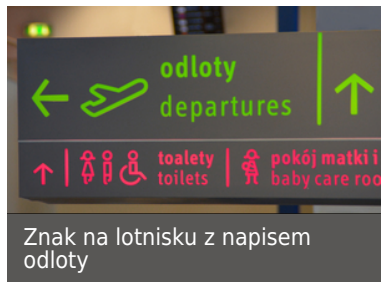 odloty
departures
toalety
toilets
pokój matki i
baby care roo
Znak na lotnisku z napisem
odloty